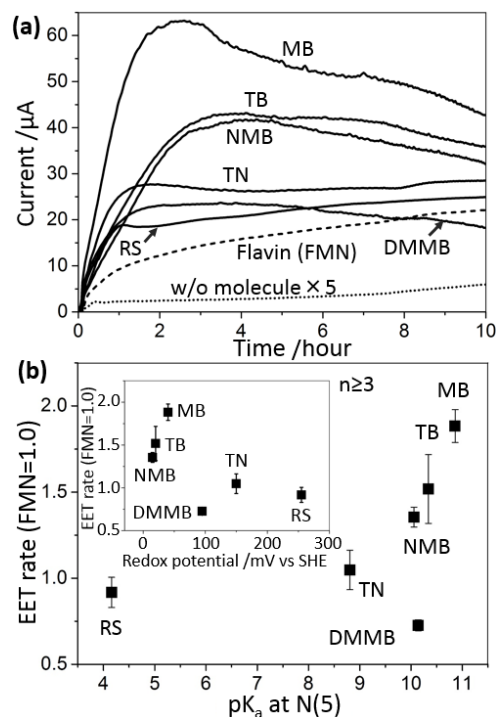 (a)
60
50
40
30
20
10
0
Current /μA
MB
TB
NMB
TN
RS
Flavin (FMN)
DMMB
w/o molecule × 5
0 2 4 6 8 10
Time /hour
(b)
n≥3
2.0
1.5
1.0
0.5
EET rate (FMN=1.0)
MB
TB
NMB
TN
DMMB
RS
2.0
1.5
1.0
0.5
EET rate (FMN=1.0)
MB
TB
NMB
TN
DMMB
RS
0 100 200 300
Redox potential /mV vs SHE
4 5 6 7 8 9 10 11
pKa at N(5)